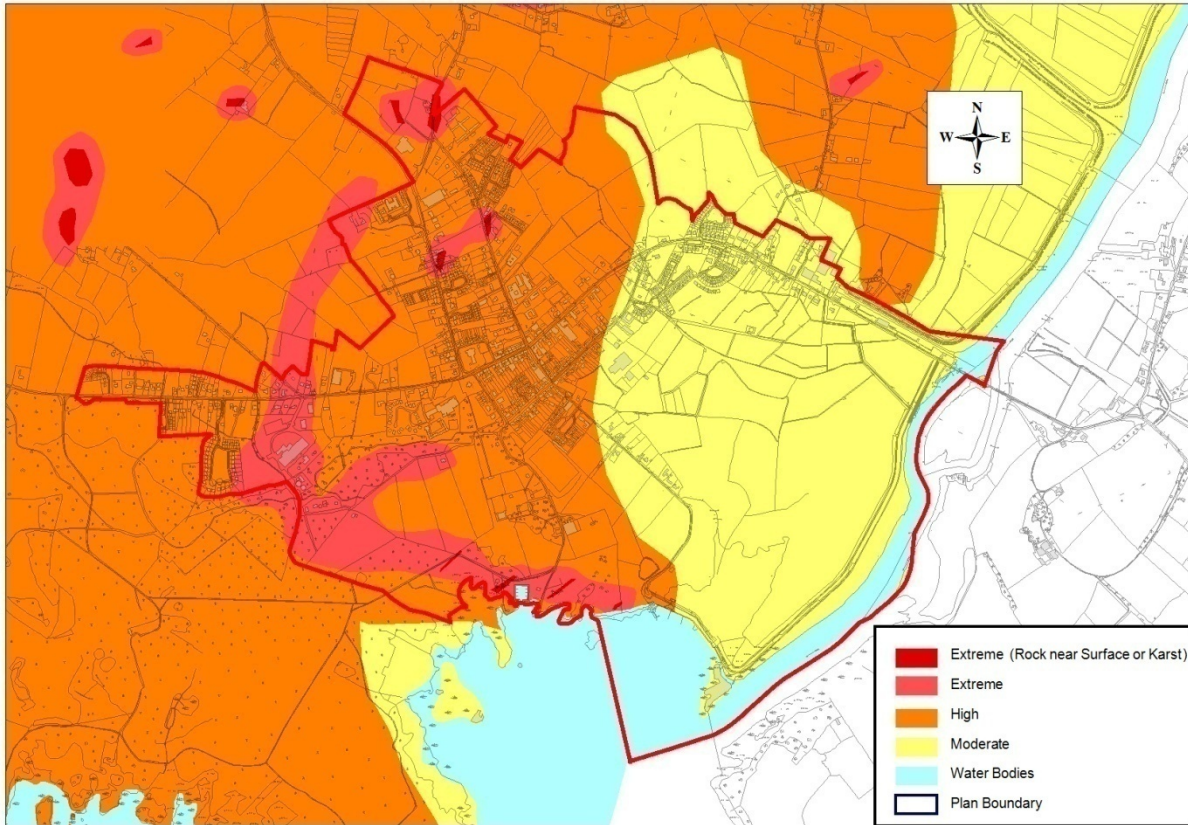 N
W E
S
Extreme (Rock near Surface or Karst)
Extreme
High
Moderate
Water Bodies
Plan Boundary